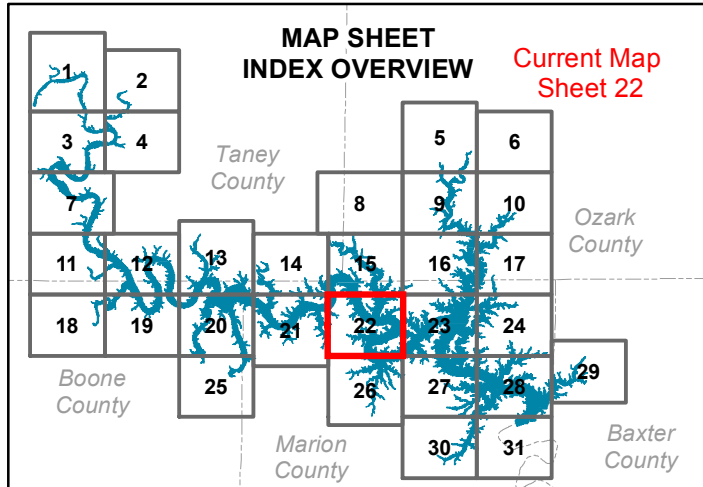 MAP SHEET
INDEX OVERVIEW
Current Map
Sheet 22
1
2
3
4
5
6
Taney
County
7
8
9
10
Ozark
County
11
12
13
14
15
16
17
18
19
20
21
22
23
24
25
26
27
28
29
Boone
County
Marion
County
30
31
Baxter
County